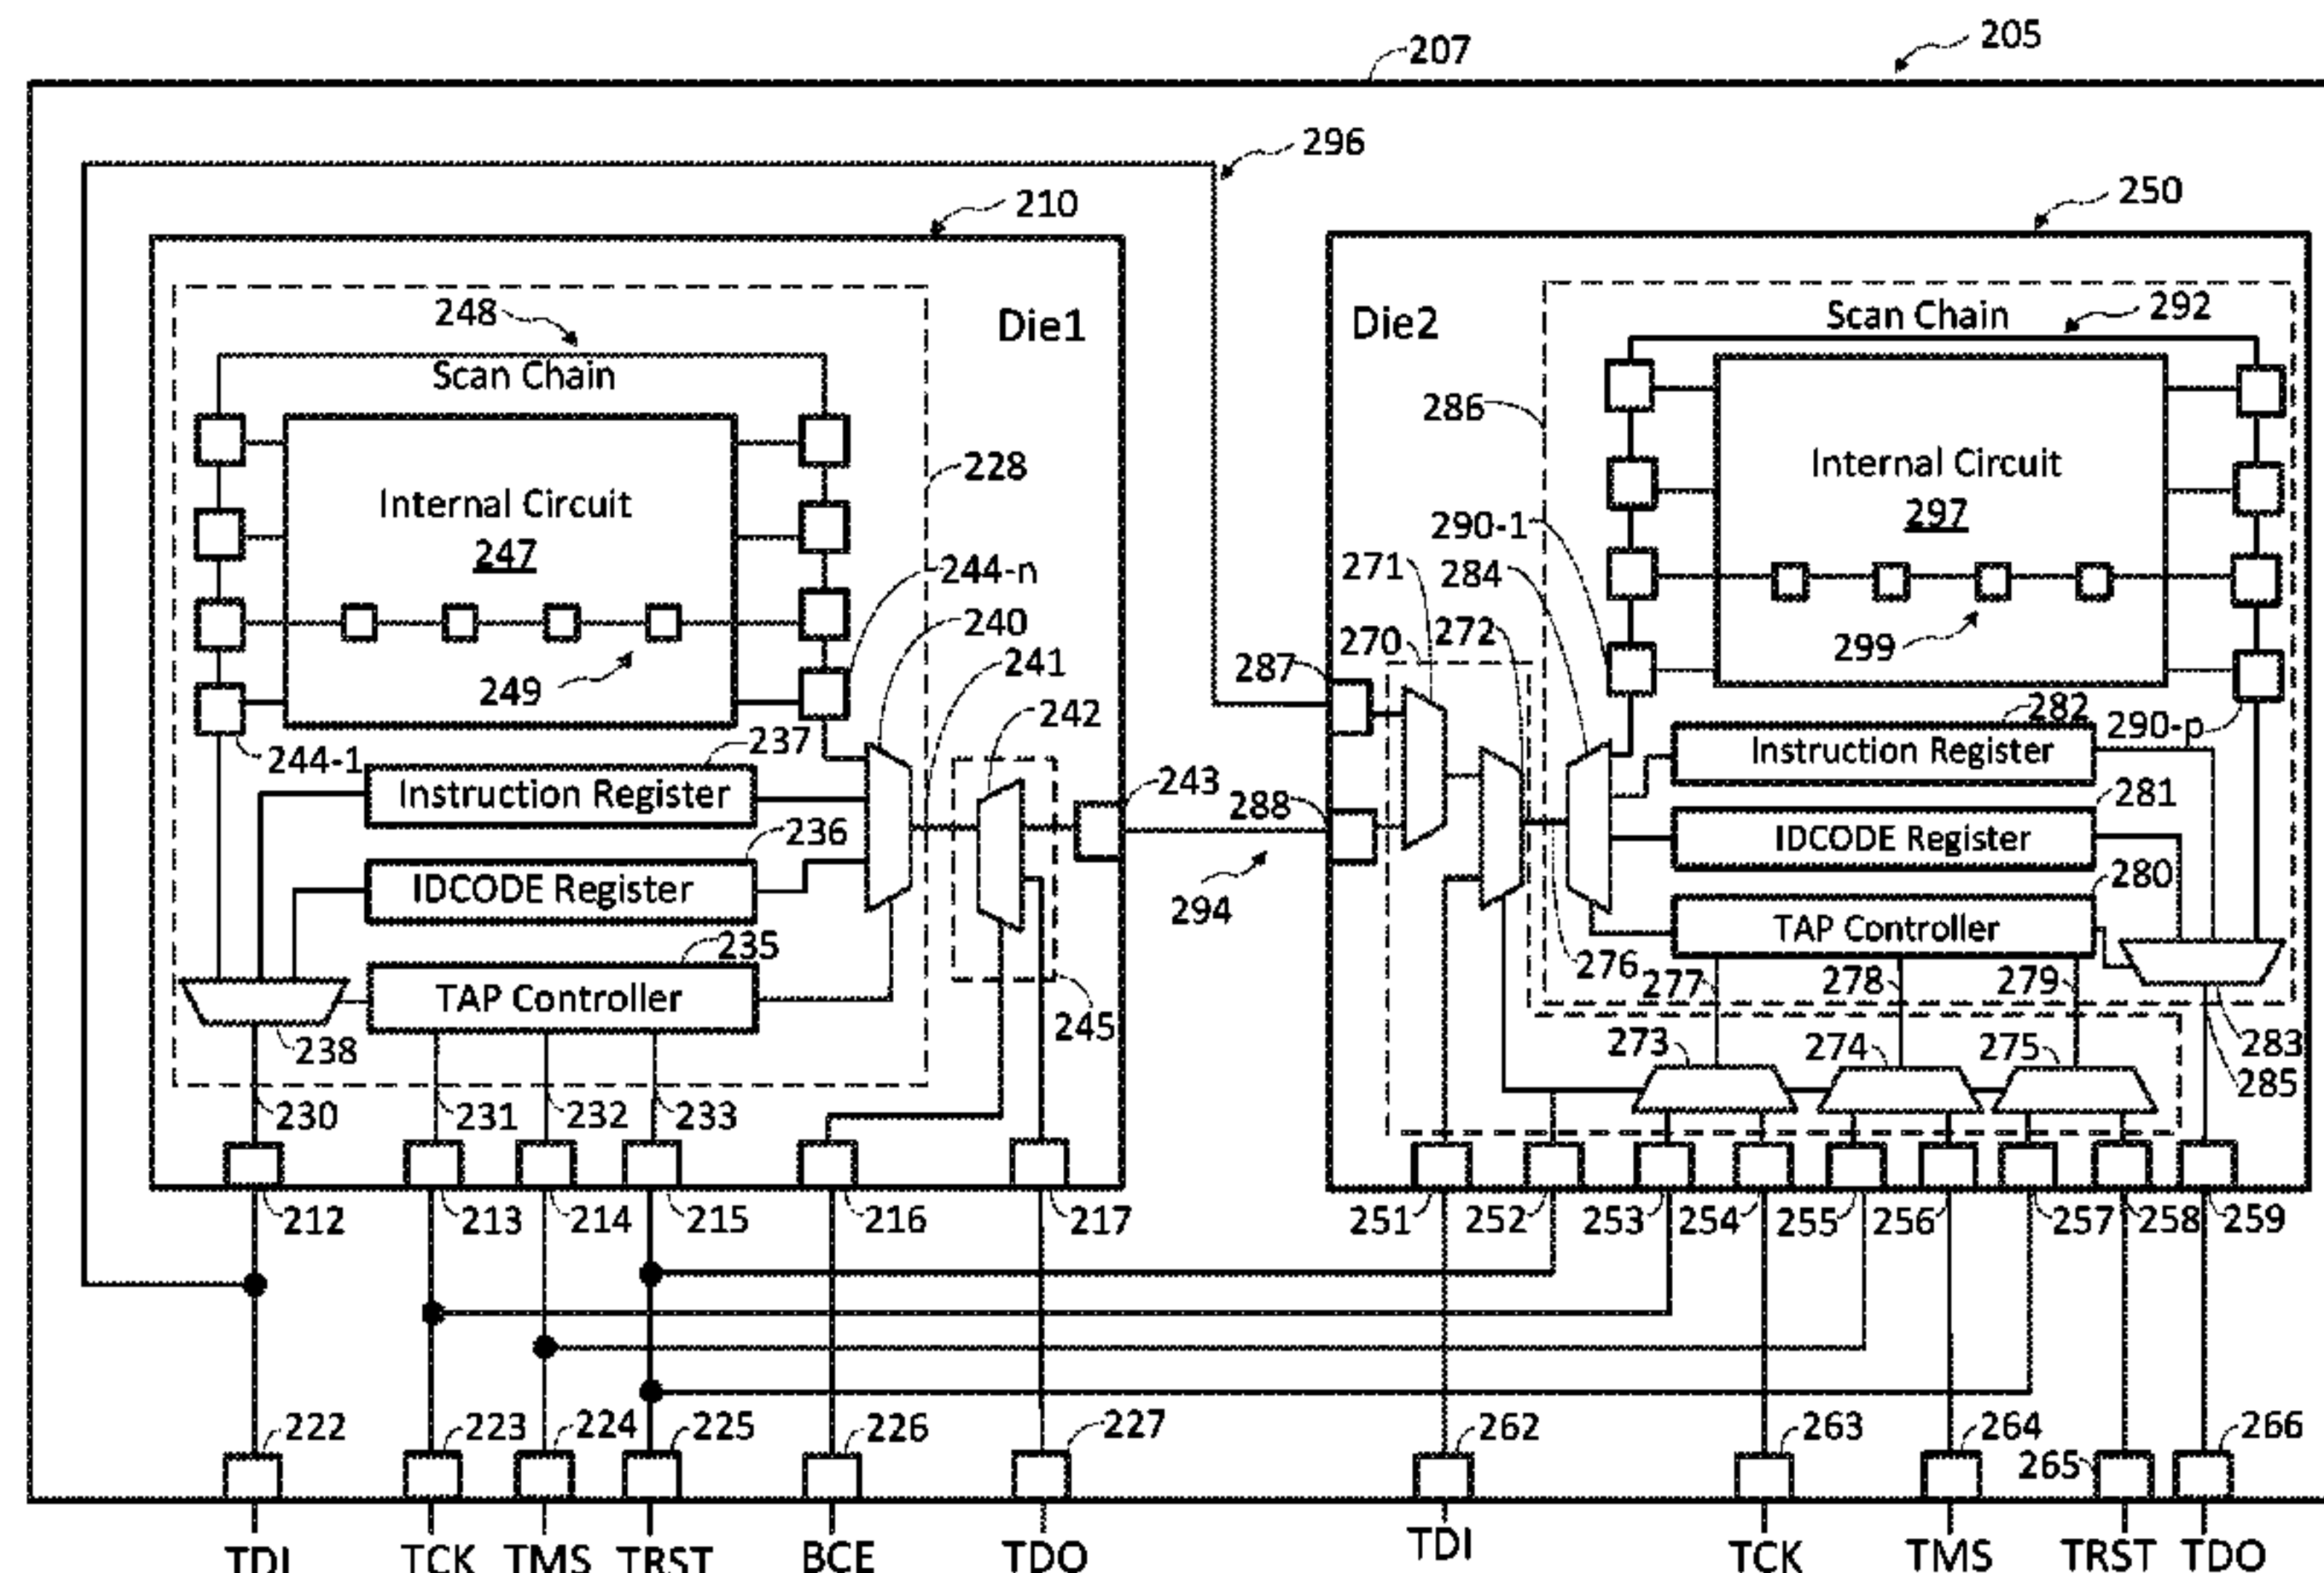 205
207
296
210
250
248
Scan Chain
Die1
Die2
Scan Chain
292
286
228
Internal Circuit
247
Internal Circuit
297
290-1
244-n
271
284
240
270
272
241
249
299
287
242
282
290-p
237
244-1
Instruction Register
Instruction Register
243
288
281
236
IDCODE Register
IDCODE Register
294
280
235
TAP Controller
TAP Controller
276
277
278
279
245
238
273
274
275
283
285
230
231
232
233
212
213
214
215
216
217
251
252
253
254
255
256
257
258
259
222
223
224
225
226
227
262
263
264
265
266
TDI
TCK
TMS
TRST
BCE
TDO
TDI
TCK
TMS
TRST
TDO